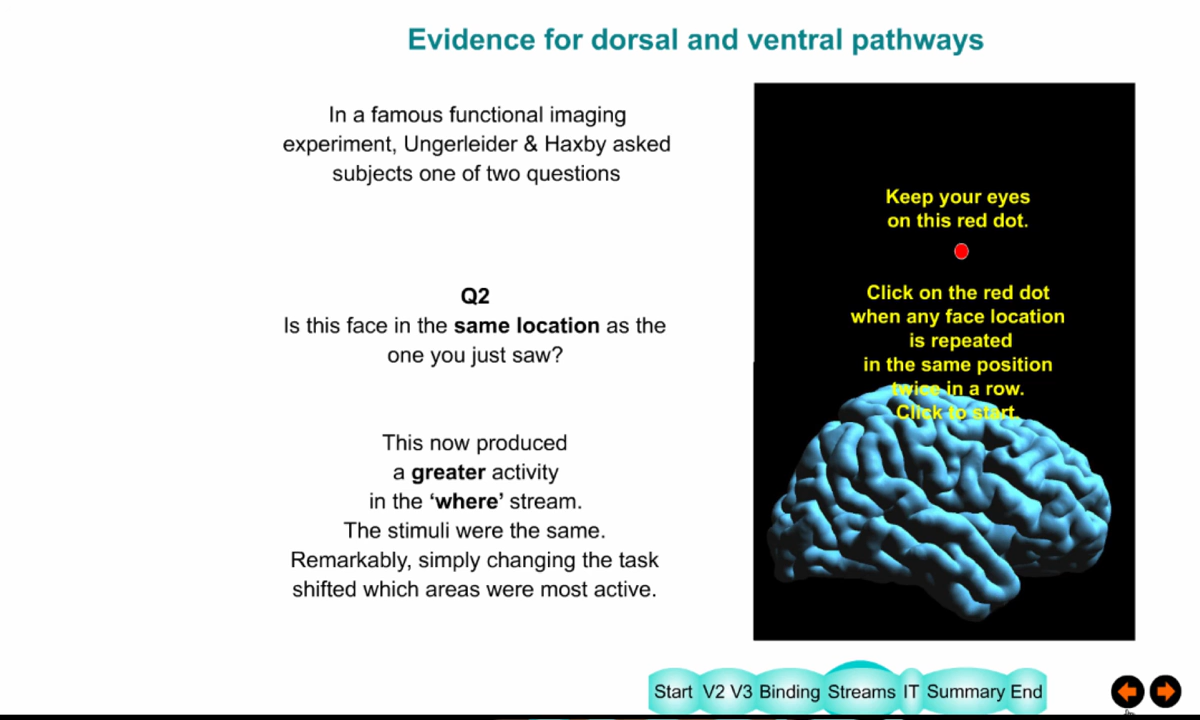 Evidence for dorsal and ventral pathways
In a famous functional imaging
experiment, Ungerleider & Haxby asked
subjects one of two questions
Q2
Is this face in the same location as the
one you just saw?
This now produced
a greater activity
in the ‘where’ stream.
The stimuli were the same.
Remarkably, simply changing the task
shifted which areas were most active.
Keep your eyes
on this red dot.
Click on the red dot
when any face location
is repeated
in the same position
twice in a row.
Click to start.
Start V2 V3 Binding Streams IT Summary End